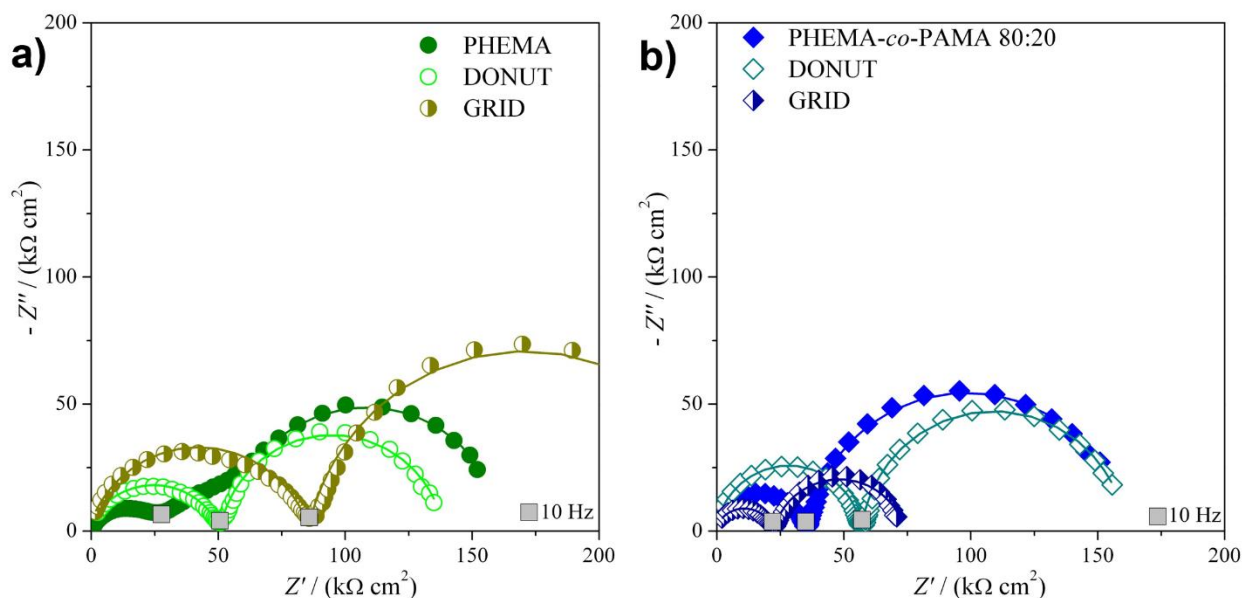 a)
200
150
100
50
0
- Z″ / (kΩ cm²)
PHEMA
DONUT
GRID
10 Hz
0 50 100 150 200
Z′ / (kΩ cm²)
b)
200
150
100
50
0
- Z″ / (kΩ cm²)
PHEMA-co-PAMA 80:20
DONUT
GRID
10 Hz
0 50 100 150 200
Z′ / (kΩ cm²)